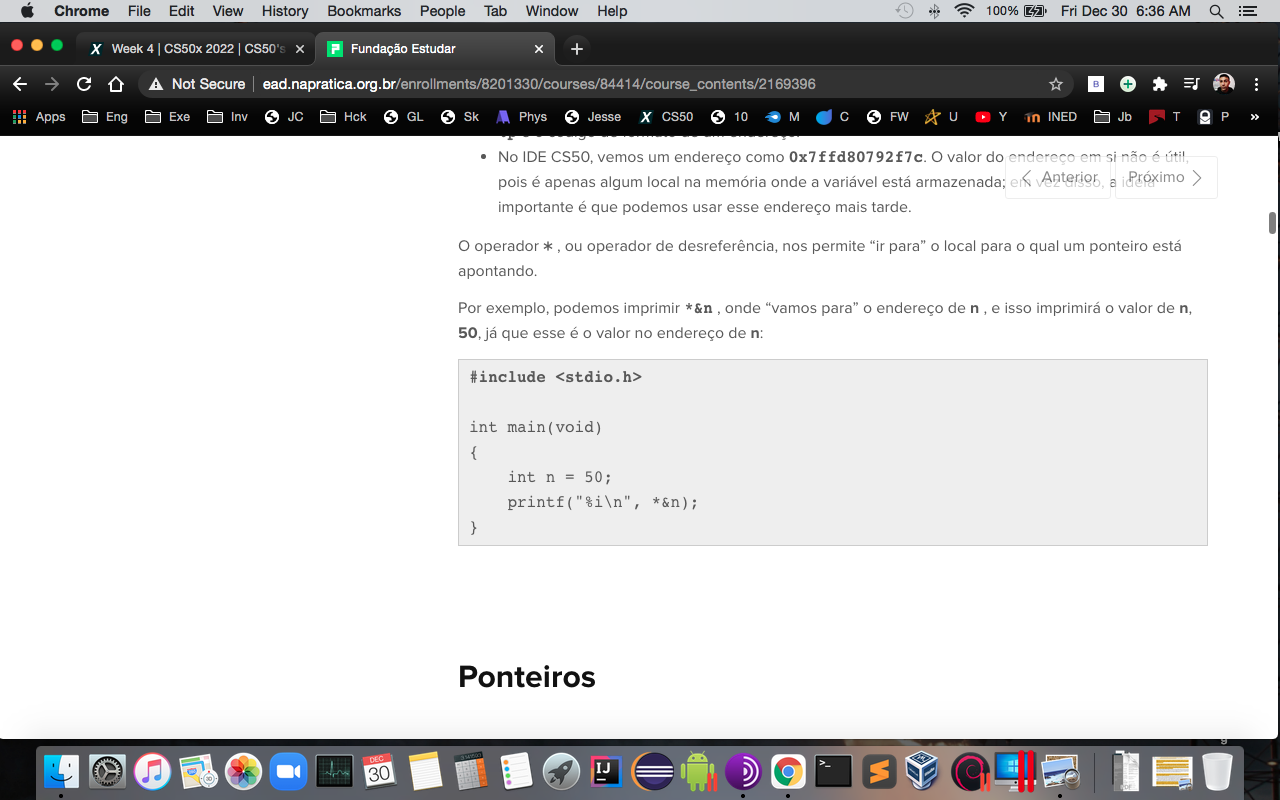 Chrome File Edit View History Bookmarks People Tab Window Help 100% Fri Dec 30 6:36 AM
Week 4 | CS50x 2022 | CS50's Fundação Estudar
Not Secure ead.napratica.org.br/enrollments/8201330/courses/84414/course_contents/2169396
Apps Eng Exe Inv JC Hck GL Sk Phys Jesse CS50 10 M C FW U Y INED Jb T P »
No IDE CS50, vemos um endereço como 0x7ffd80792f7c. O valor do endereço em si não é útil,
Anterior Próximo
pois é apenas algum local na memória onde a variável está armazenada; em vez disso, a ideia
importante é que podemos usar esse endereço mais tarde.
O operador * , ou operador de desreferência, nos permite “ir para” o local para o qual um ponteiro está
apontando.
Por exemplo, podemos imprimir *&n , onde “vamos para” o endereço de n , e isso imprimirá o valor de n,
50, já que esse é o valor no endereço de n:
#include <stdio.h>
int main(void)
{
int n = 50;
printf("%i\n", *&n);
}
Ponteiros
DEC
30